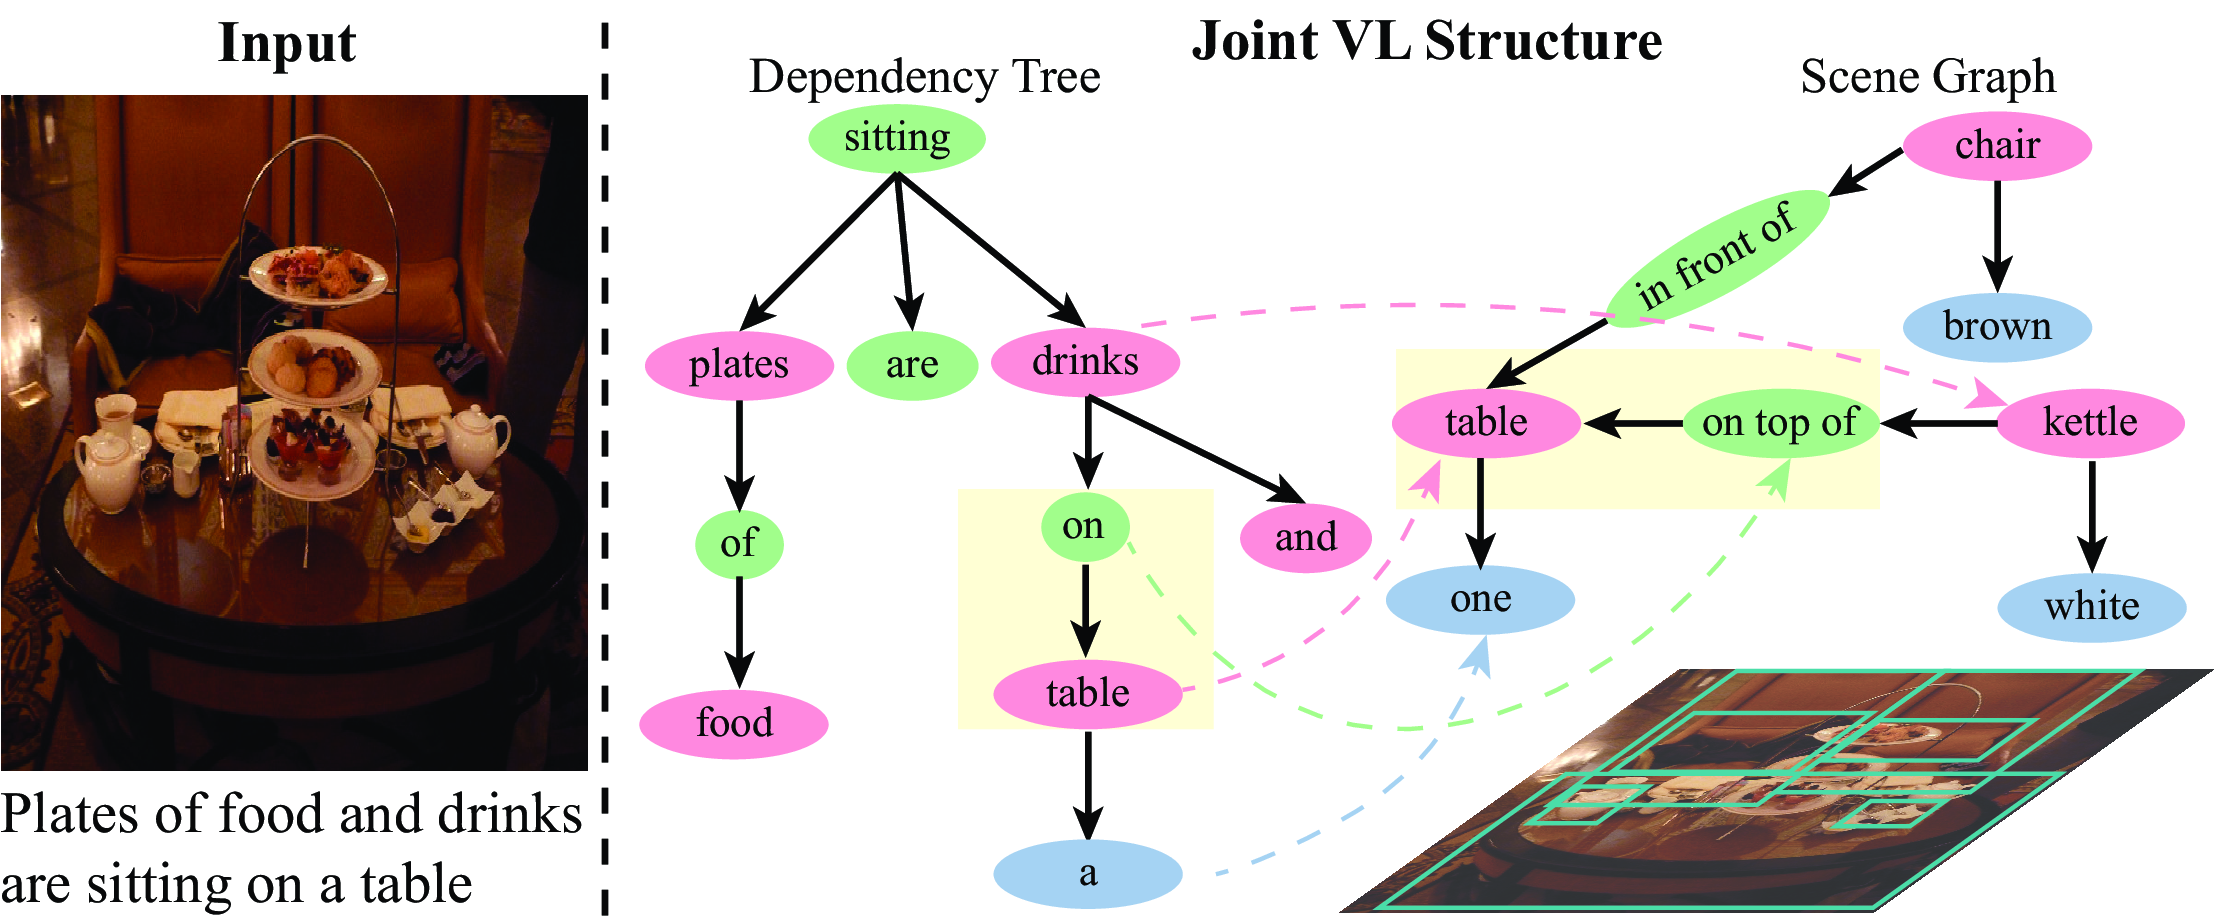 Input
Plates of food and drinks
are sitting on a table
Joint VL Structure
Dependency Tree
sitting
plates
are
drinks
of
on
and
food
table
a
Scene Graph
chair
in front of
brown
table
on top of
kettle
one
white